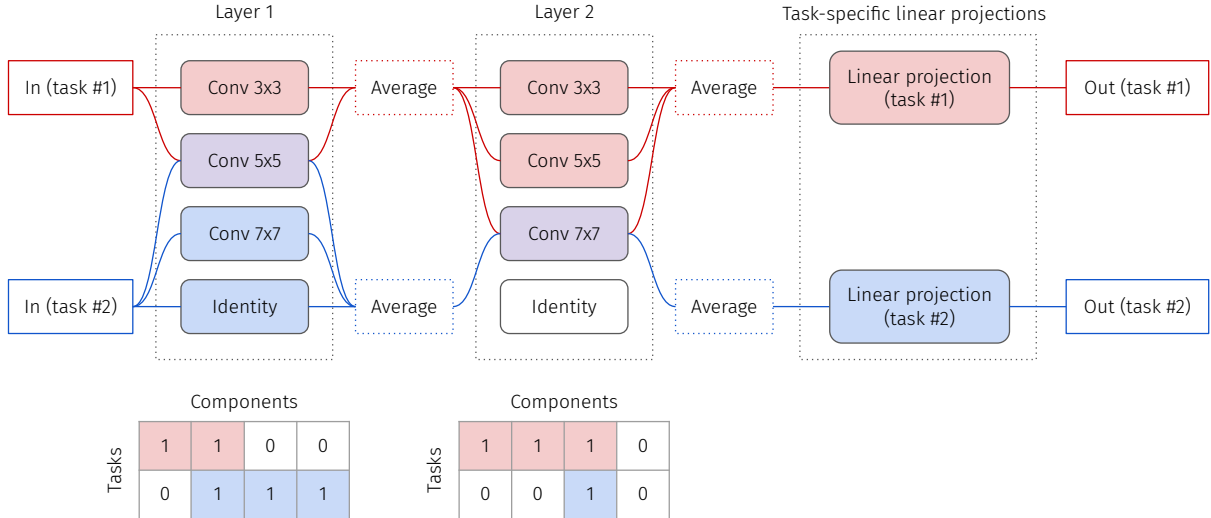 Layer 1
Layer 2
Task-specific linear projections
In (task #1)
Conv 3x3
Average
Conv 3x3
Average
Linear projection
(task #1)
Out (task #1)
Conv 5x5
Conv 5x5
Conv 7x7
Conv 7x7
In (task #2)
Identity
Average
Identity
Average
Linear projection
(task #2)
Out (task #2)
Components
Components
Tasks
1 1 0 0
0 1 1 1
Tasks
1 1 1 0
0 0 1 0